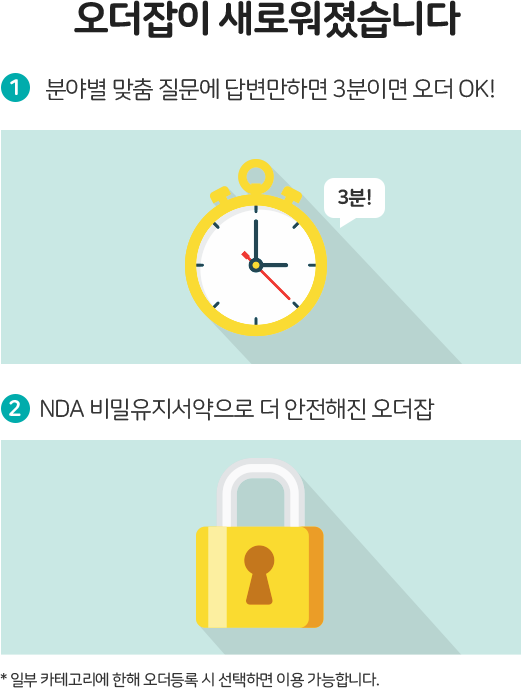 오더잡이 새로워졌습니다
1 분야별 맞춤 질문에 답변만하면 3분이면 오더 OK!
3분!
2 NDA 비밀유지서약으로 더 안전해진 오더잡
* 일부 카테고리에 한해 오더등록 시 선택하면 이용 가능합니다.